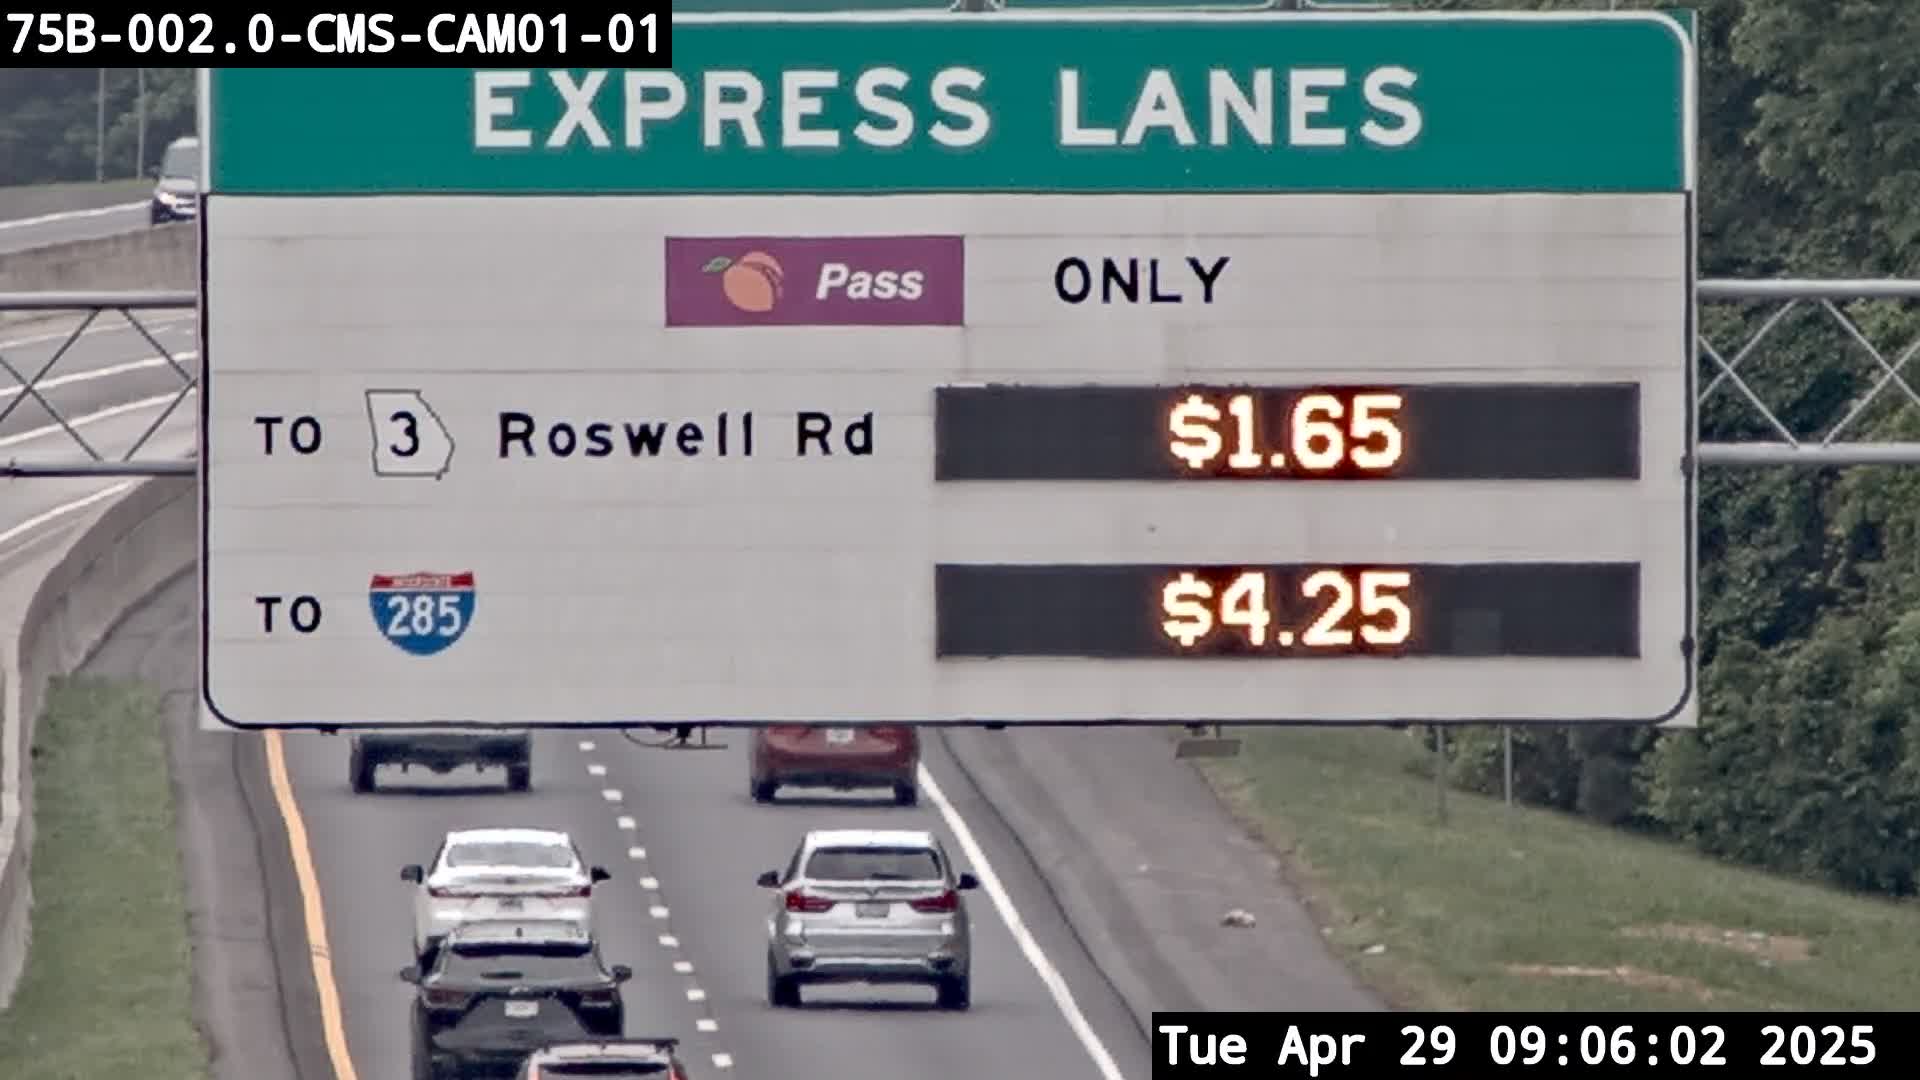 75B-002.0-CMS-CAM01-01
EXPRESS LANES
Pass ONLY
TO 3 Roswell Rd $1.65
TO 285 $4.25
Tue Apr 29 09:06:02 2025